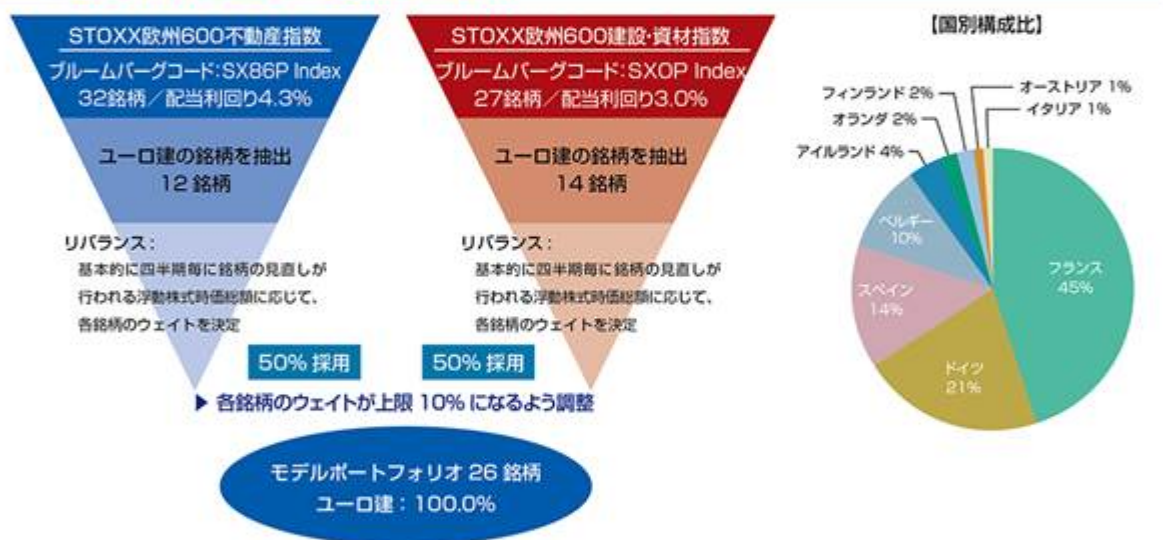 STOXX欧州600不動産指数
ブルームバーグコード:SX86P Index
32銘柄／配当利回り4.3%
ユーロ建の銘柄を抽出
12銘柄
リバランス:
基本的に四半期毎に銘柄の見直しが
行われる浮動株式時価総額に応じて、
各銘柄のウェイトを決定
50% 採用
STOXX欧州600建設・資材指数
ブルームバーグコード:SXOP Index
27銘柄／配当利回り3.0%
ユーロ建の銘柄を抽出
14銘柄
リバランス:
基本的に四半期毎に銘柄の見直しが
行われる浮動株式時価総額に応じて、
各銘柄のウェイトを決定
50% 採用
▶ 各銘柄のウェイトが上限 10% になるよう調整
モデルポートフォリオ 26 銘柄
ユーロ建：100.0%
【国別構成比】
フィンランド 2%
オランダ 2%
アイルランド 4%
オーストリア 1%
イタリア 1%
ベルギー
10%
スペイン
14%
ドイツ
21%
フランス
45%